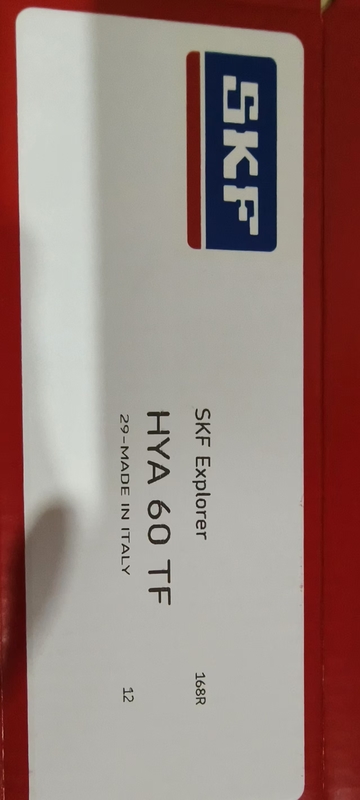 SKF
SKF Explorer 168R
HYA 60 TF
29-MADE IN ITALY 12